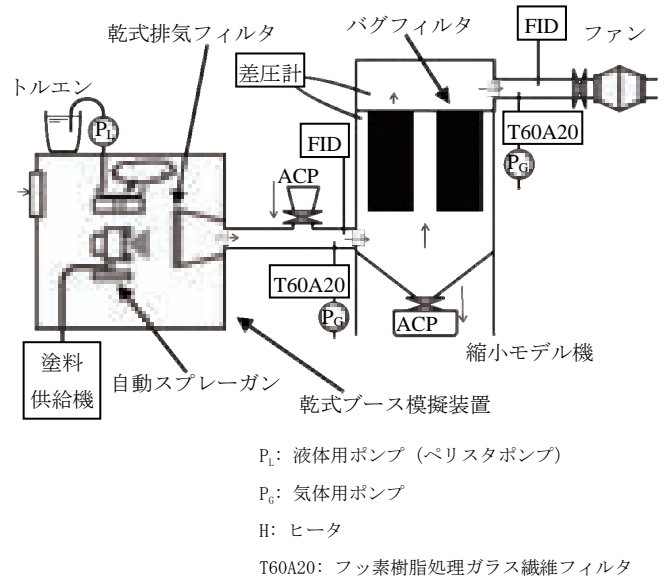 乾式排気フィルタ
バグフィルタ
FID
ファン
トルエン
差圧計
P_L
FID
T60A20
P_G
ACP
T60A20
P_G
ACP
縮小モデル機
塗料
供給機
自動スプレーガン
乾式ブース模擬装置
P_L: 液体用ポンプ (ペリスタポンプ)
P_G: 気体用ポンプ
H: ヒータ
T60A20: フッ素樹脂処理ガラス繊維フィルタ